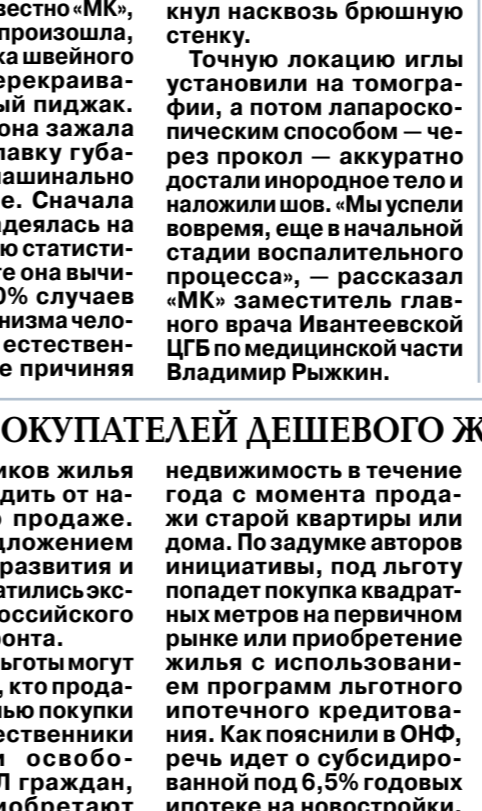 вестно «МК»,
произошла,
ка швейного
ерекраива-
ый пиджак.
она зажала
лавку губа-
машинально
е. Сначала
адеялась на
ю статисти-
те она вычи-
0% случаев
низма чело-
естествен-
е причиняя
кнул насквозь брюшную
стенку.
Точную локацию иглы
установили на томогра-
фии, а потом лапароско-
пическим способом — че-
рез прокол — аккуратно
достали инородное тело и
наложили шов. «Мы успели
вовремя, еще в начальной
стадии воспалительного
процесса», — рассказал
«МК» заместитель глав-
ного врача Ивантеевской
ЦГБ по медицинской части
Владимир Рыжкин.
ОКУПАТЕЛЕЙ ДЕШЕВОГО Ж
иков жилья
дить от на-
о продаже.
дложением
развития и
ратились экс-
оссийского
ронта.
ьготы могут
, кто прода-
лью покупки
ественники
и освобо-
Л граждан,
иобретают
недвижимость в течение
года с момента прода-
жи старой квартиры или
дома. По задумке авторов
инициативы, под льготу
попадет покупка квадрат-
ных метров на первичном
рынке или приобретение
жилья с использовани-
ем программ льготного
ипотечного кредитова-
ния. Как пояснили в ОНФ,
речь идет о субсидиро-
ванной под 6,5% годовых
ипотеке на новостройки,